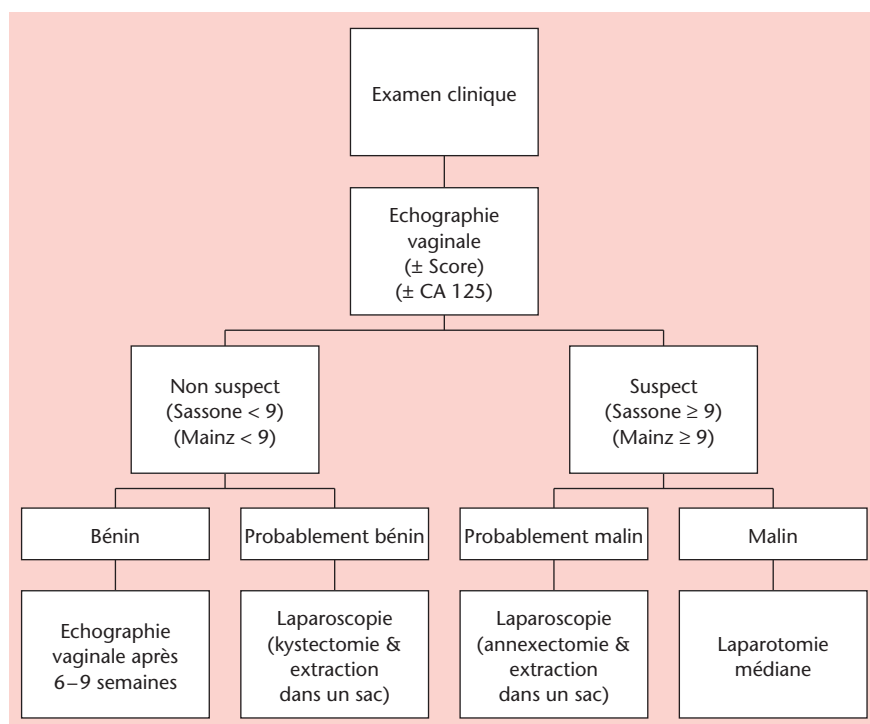 Examen clinique
Echographie
vaginale
(± Score)
(± CA 125)
Non suspect
(Sassone < 9)
(Mainz < 9)
Suspect
(Sassone ≥ 9)
(Mainz ≥ 9)
Bénin
Probablement bénin
Probablement malin
Malin
Echographie
vaginale après
6–9 semaines
Laparoscopie
(kystectomie &
extraction
dans un sac)
Laparoscopie
(annexectomie &
extraction
dans un sac)
Laparotomie
médiane